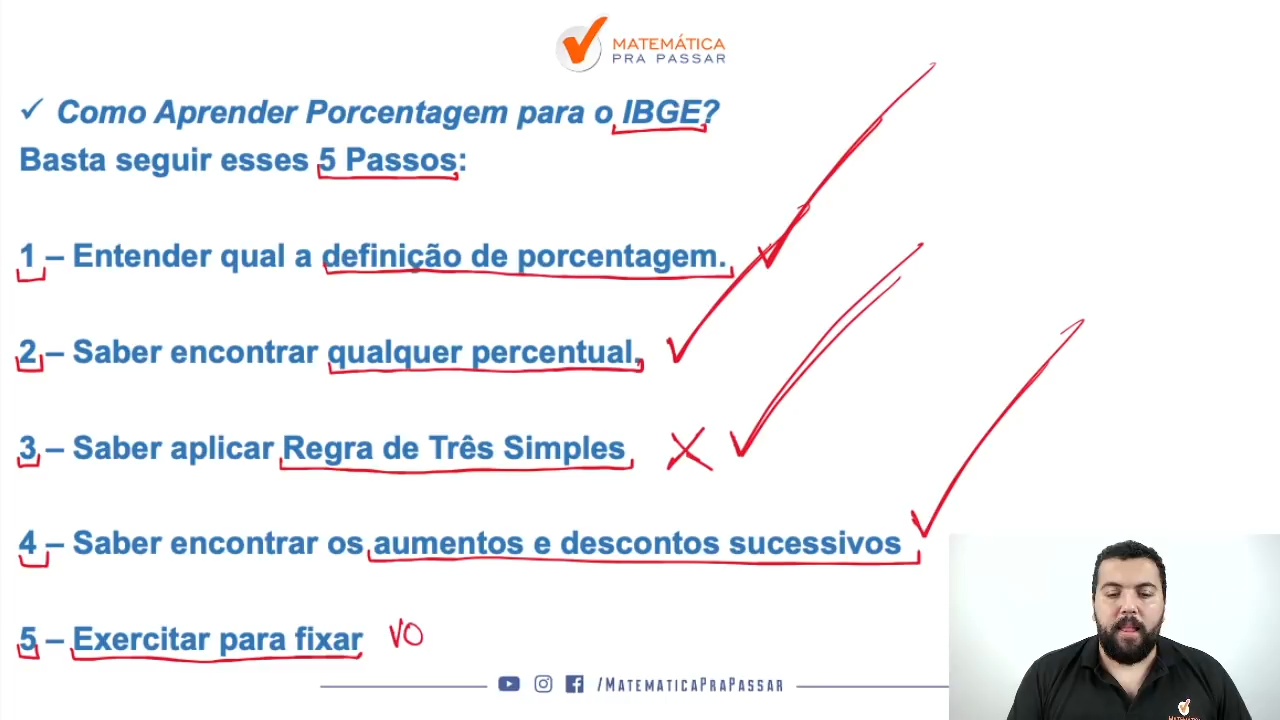 MATEMÁTICA
PRA PASSAR
Como Aprender Porcentagem para o IBGE?
Basta seguir esses 5 Passos:
1 – Entender qual a definição de porcentagem.
2 – Saber encontrar qualquer percentual.
3 – Saber aplicar Regra de Três Simples
4 – Saber encontrar os aumentos e descontos sucessivos
5 – Exercitar para fixar VO
/MATEMATICAPRAPASSAR